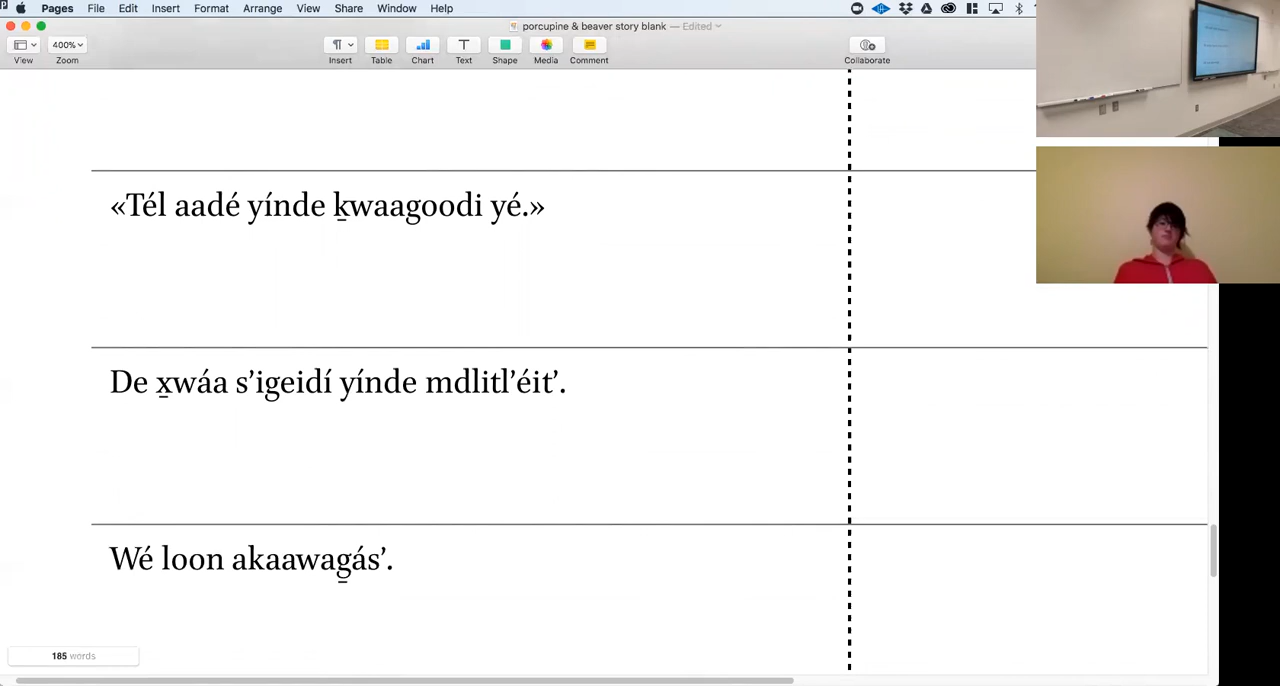 Pages File Edit Insert Format Arrange View Share Window Help
porcupine & beaver story blank — Edited
400%
View Zoom Insert Table Chart Text Shape Media Comment Collaborate
«Tél aadé yínde ḵwaagoodi yé.»
De x̱wáa s’igeidí yínde mdlitl’éit’.
Wé loon akaawag̱ás’.
185 words